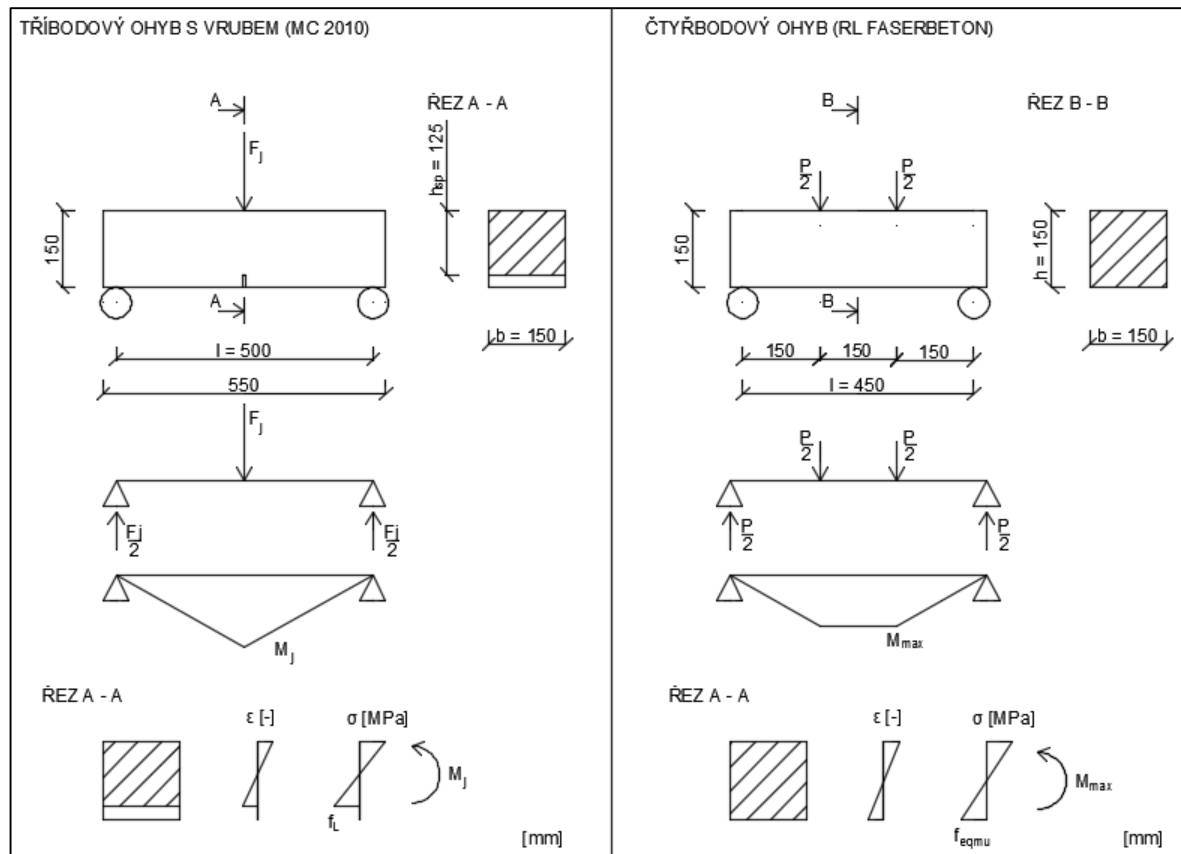 TŘÍBODOVÝ OHYB S VRUBEM (MC 2010)
A
ŘEZ A - A
F_j
h_sp = 125
150
A
b = 150
l = 500
550
F_j
Fj/2
Fj/2
M_j
ŘEZ A - A
ε [-]
σ [MPa]
M_j
f_L
[mm]
ČTYŘBODOVÝ OHYB (RL FASERBETON)
B
ŘEZ B - B
P/2
P/2
150
h = 150
B
b = 150
150
150
150
l = 450
P/2
P/2
P/2
P/2
M_max
ŘEZ A - A
ε [-]
σ [MPa]
M_max
f_eqmu
[mm]